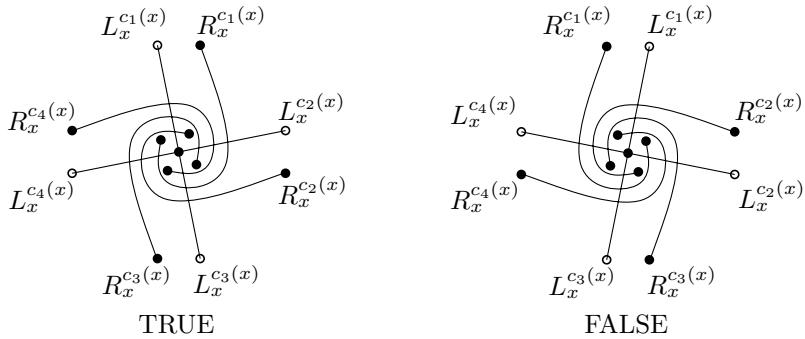 $L_x^{c_1(x)}$ $R_x^{c_1(x)}$ $R_x^{c_1(x)}$ $L_x^{c_1(x)}$
$R_x^{c_4(x)}$ $L_x^{c_2(x)}$ $L_x^{c_4(x)}$ $R_x^{c_2(x)}$
$L_x^{c_4(x)}$ $R_x^{c_2(x)}$ $R_x^{c_4(x)}$ $L_x^{c_2(x)}$
$R_x^{c_3(x)}$ $L_x^{c_3(x)}$ $L_x^{c_3(x)}$ $R_x^{c_3(x)}$
TRUE FALSE